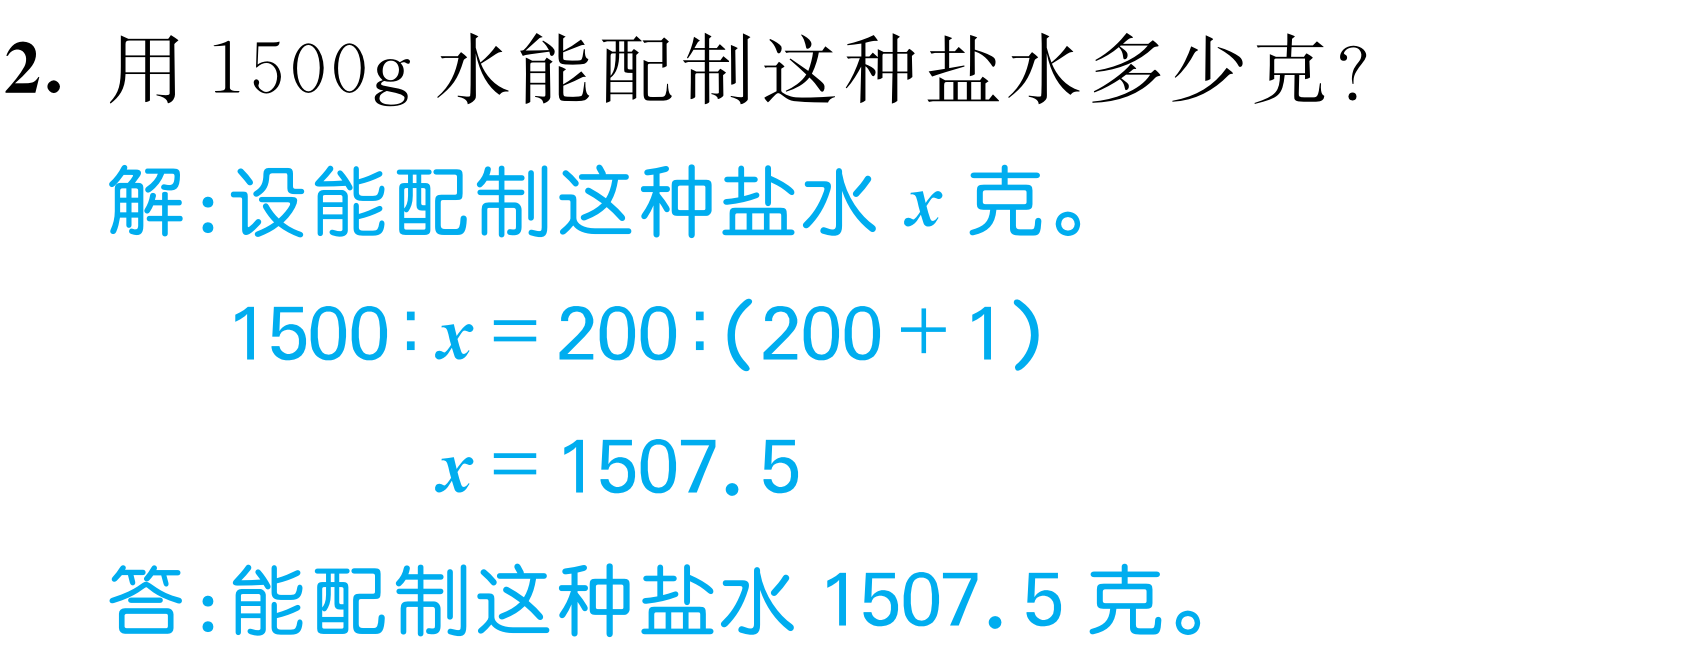 2. 用 1500g 水能配制这种盐水多少克?
解:设能配制这种盐水 x 克。
1500:x=200:(200+1)
x=1507.5
答:能配制这种盐水 1507.5 克。